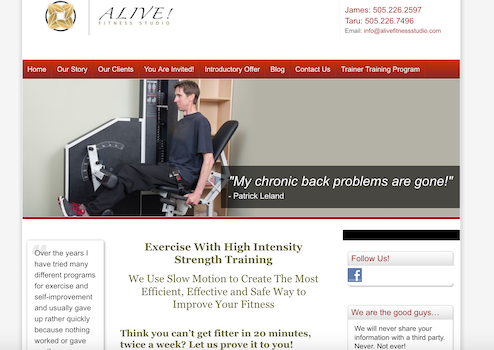 ALIVE!
FITNESS STUDIO
James: 505.226.2597
Taru: 505.226.7496
Email: info@alivefitnessstudio.com
Home Our Story Our Clients You Are Invited! Introductory Offer Blog Contact Us Trainer Training Program
"My chronic back problems are gone!"
- Patrick Leland
Over the years I
have tried many
different programs
for exercise and
self-improvement
and usually gave
up rather quickly
because nothing
worked or gave
Exercise With High Intensity
Strength Training
We Use Slow Motion to Create The Most
Efficient, Effective and Safe Way to
Improve Your Fitness
Think you can't get fitter in 20 minutes,
twice a week? Let us prove it to you!
Follow Us!
f
We are the good guys…
We will never share your
information with a third party.
Never. Not ever!